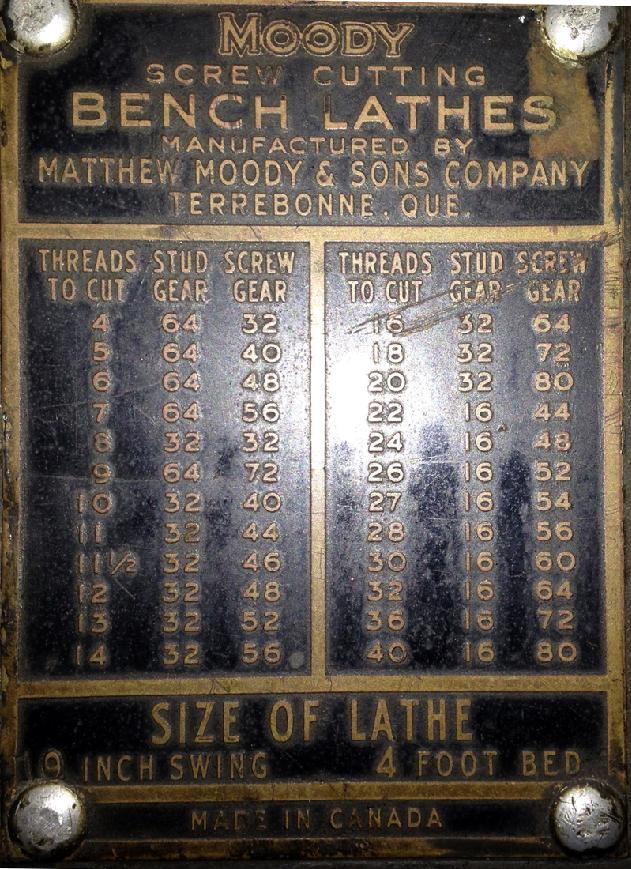 MOODY
SCREW CUTTING
BENCH LATHES
MANUFACTURED BY
MATTHEW MOODY & SONS COMPANY
TERREBONNE, QUE.
THREADS TO CUT STUD GEAR SCREW GEAR
4 64 32
5 64 40
6 64 48
7 64 56
8 32 32
9 64 72
10 32 40
11 32 44
11½ 32 46
12 32 48
13 32 52
14 32 56
THREADS TO CUT STUD GEAR SCREW GEAR
16 32 64
18 32 72
20 32 80
22 16 44
24 16 48
26 16 52
27 16 54
28 16 56
30 16 60
32 16 64
36 16 72
40 16 80
SIZE OF LATHE
INCH SWING 4 FOOT BED
MADE IN CANADA